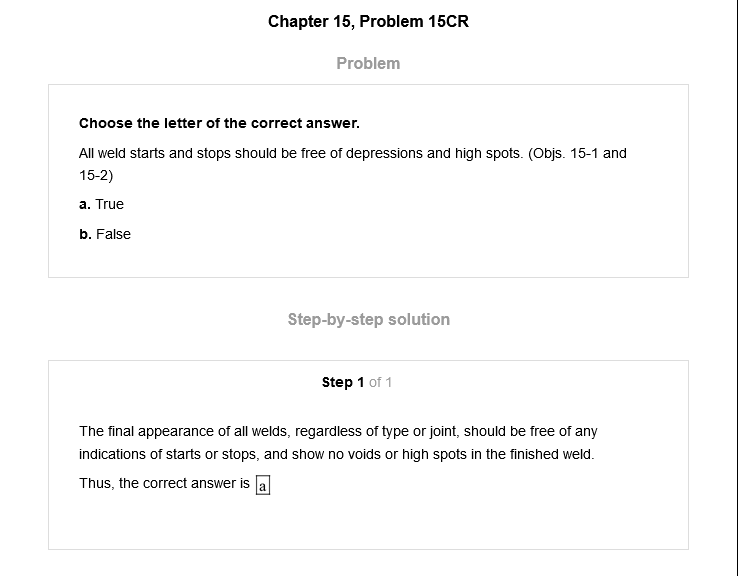 Chapter 15, Problem 15CR
Problem
Choose the letter of the correct answer.
All weld starts and stops should be free of depressions and high spots. (Objs. 15-1 and
15-2)
a. True
b. False
Step-by-step solution
Step 1 of 1
The final appearance of all welds, regardless of type or joint, should be free of any
indications of starts or stops, and show no voids or high spots in the finished weld.
Thus, the correct answer is a